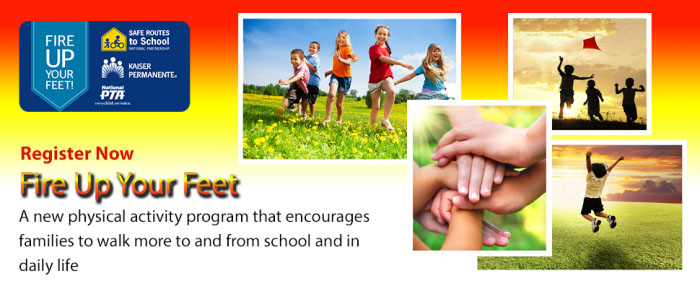 FIRE
UP
YOUR
FEET!
SAFE ROUTES
to School
NATIONAL PARTNERSHIP
KAISER
PERMANENTE®
National
PTA
everychild.onevoice.
Register Now
Fire Up Your Feet
A new physical activity program that encourages
families to walk more to and from school and in
daily life